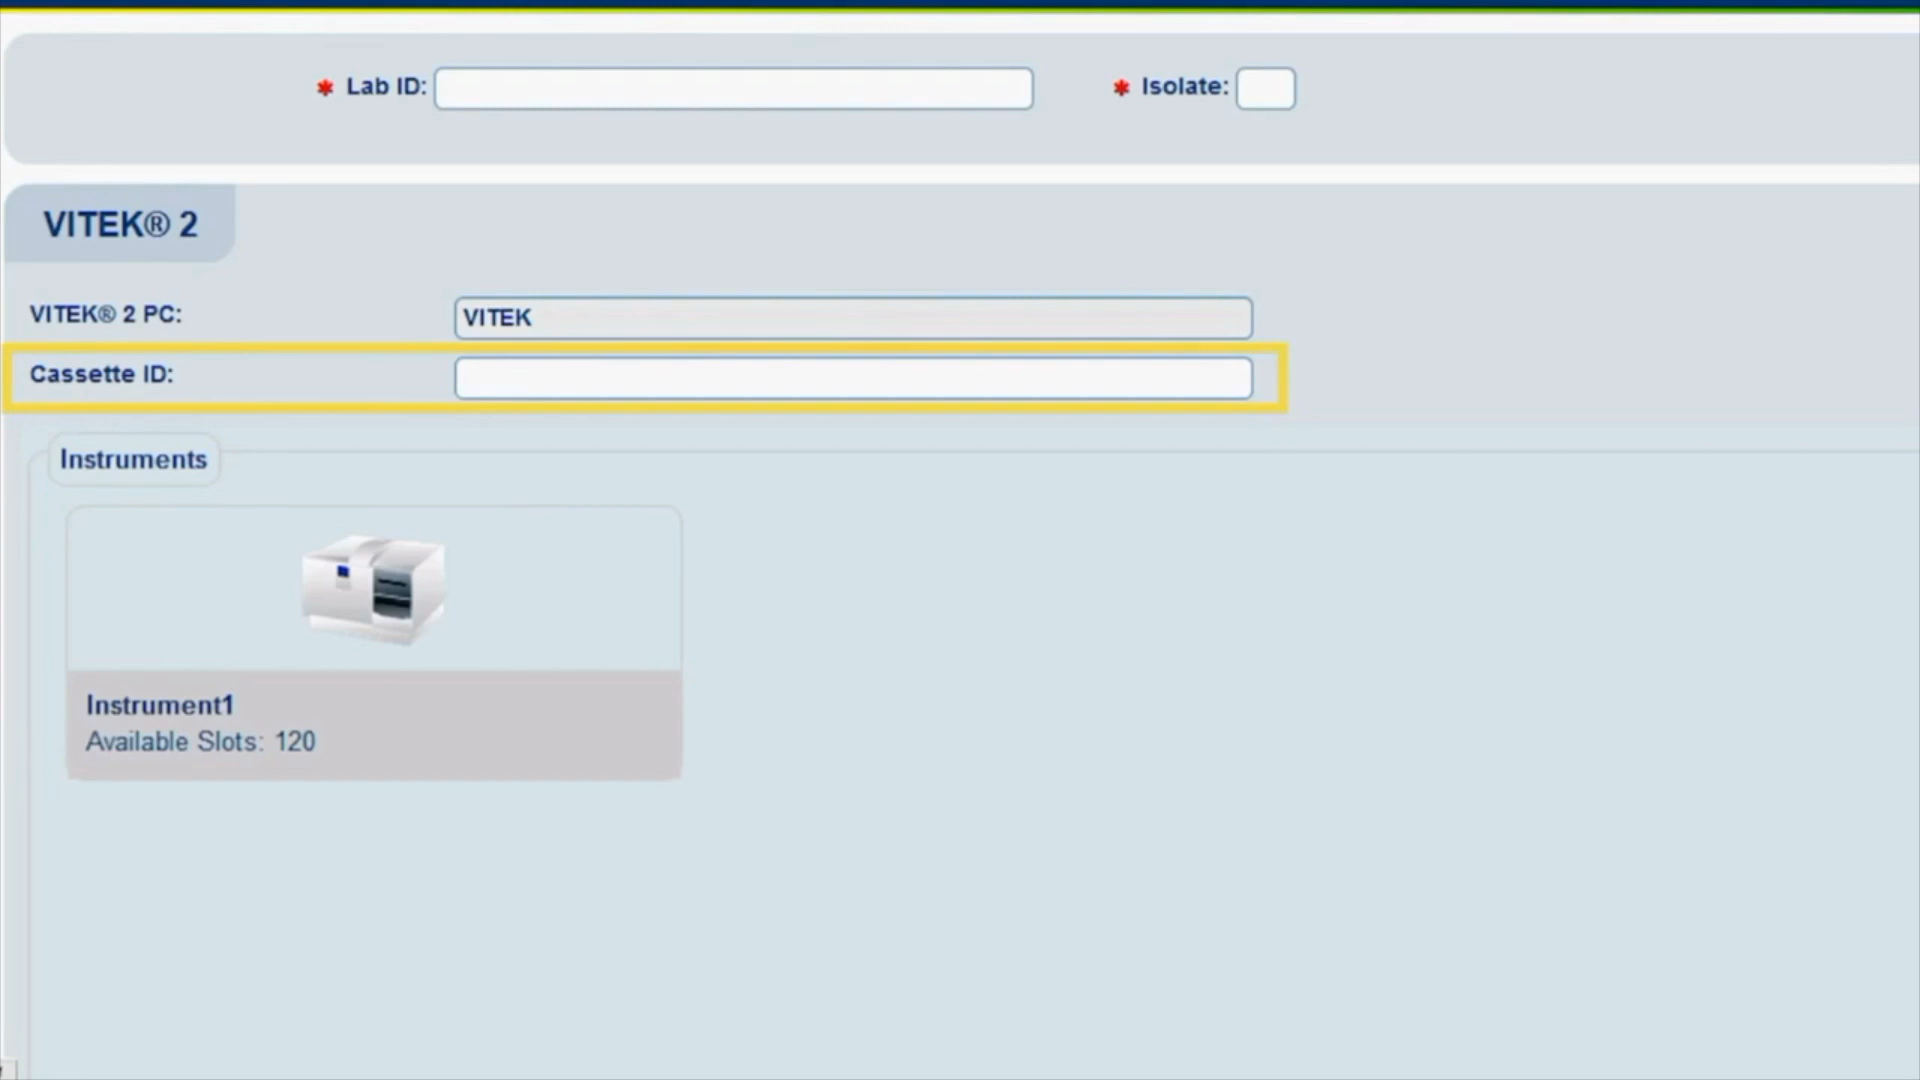 * Lab ID: * Isolate:
VITEK® 2
VITEK® 2 PC: VITEK
Cassette ID:
Instruments
Instrument1
Available Slots: 120